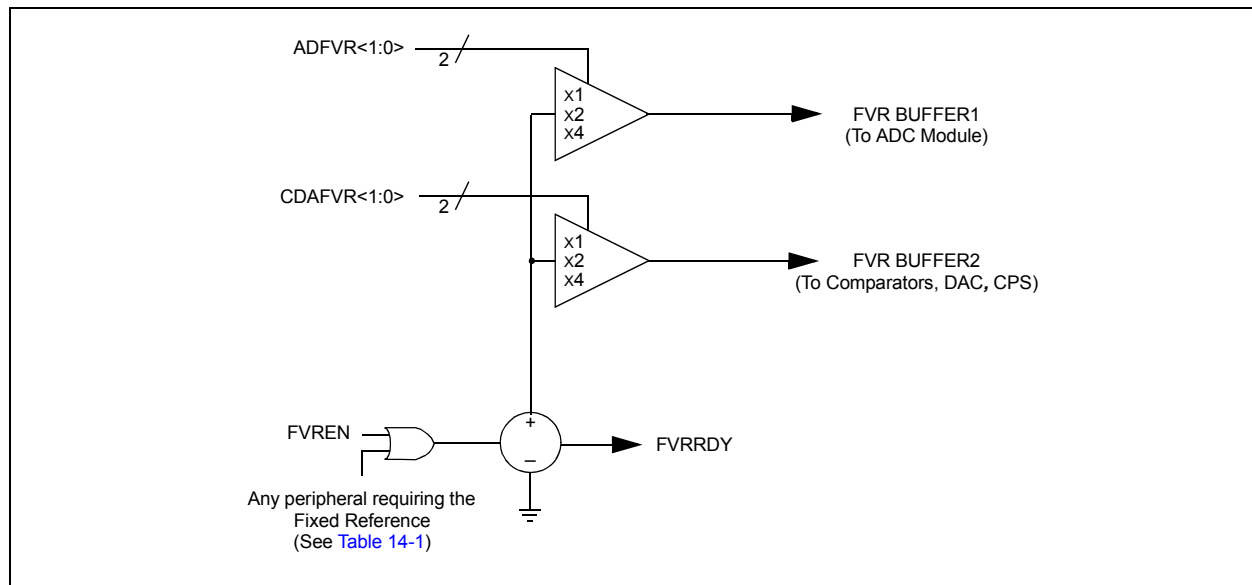 ADFVR<1:0>
2
X1
X2
X4
FVR BUFFER1
(To ADC Module)
CDAFVR<1:0>
2
X1
X2
X4
FVR BUFFER2
(To Comparators, DAC, CPS)
+
–
FVREN
FVRRDY
Any peripheral requiring the
Fixed Reference
(See Table 14-1)